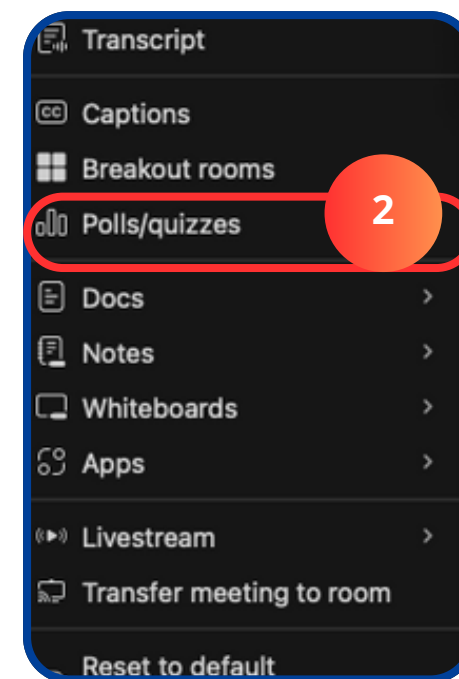 Transcript
CC Captions
Breakout rooms
Polls/quizzes
2
Docs
Notes
Whiteboards
Apps
Livestream
Transfer meeting to room
Reset to default